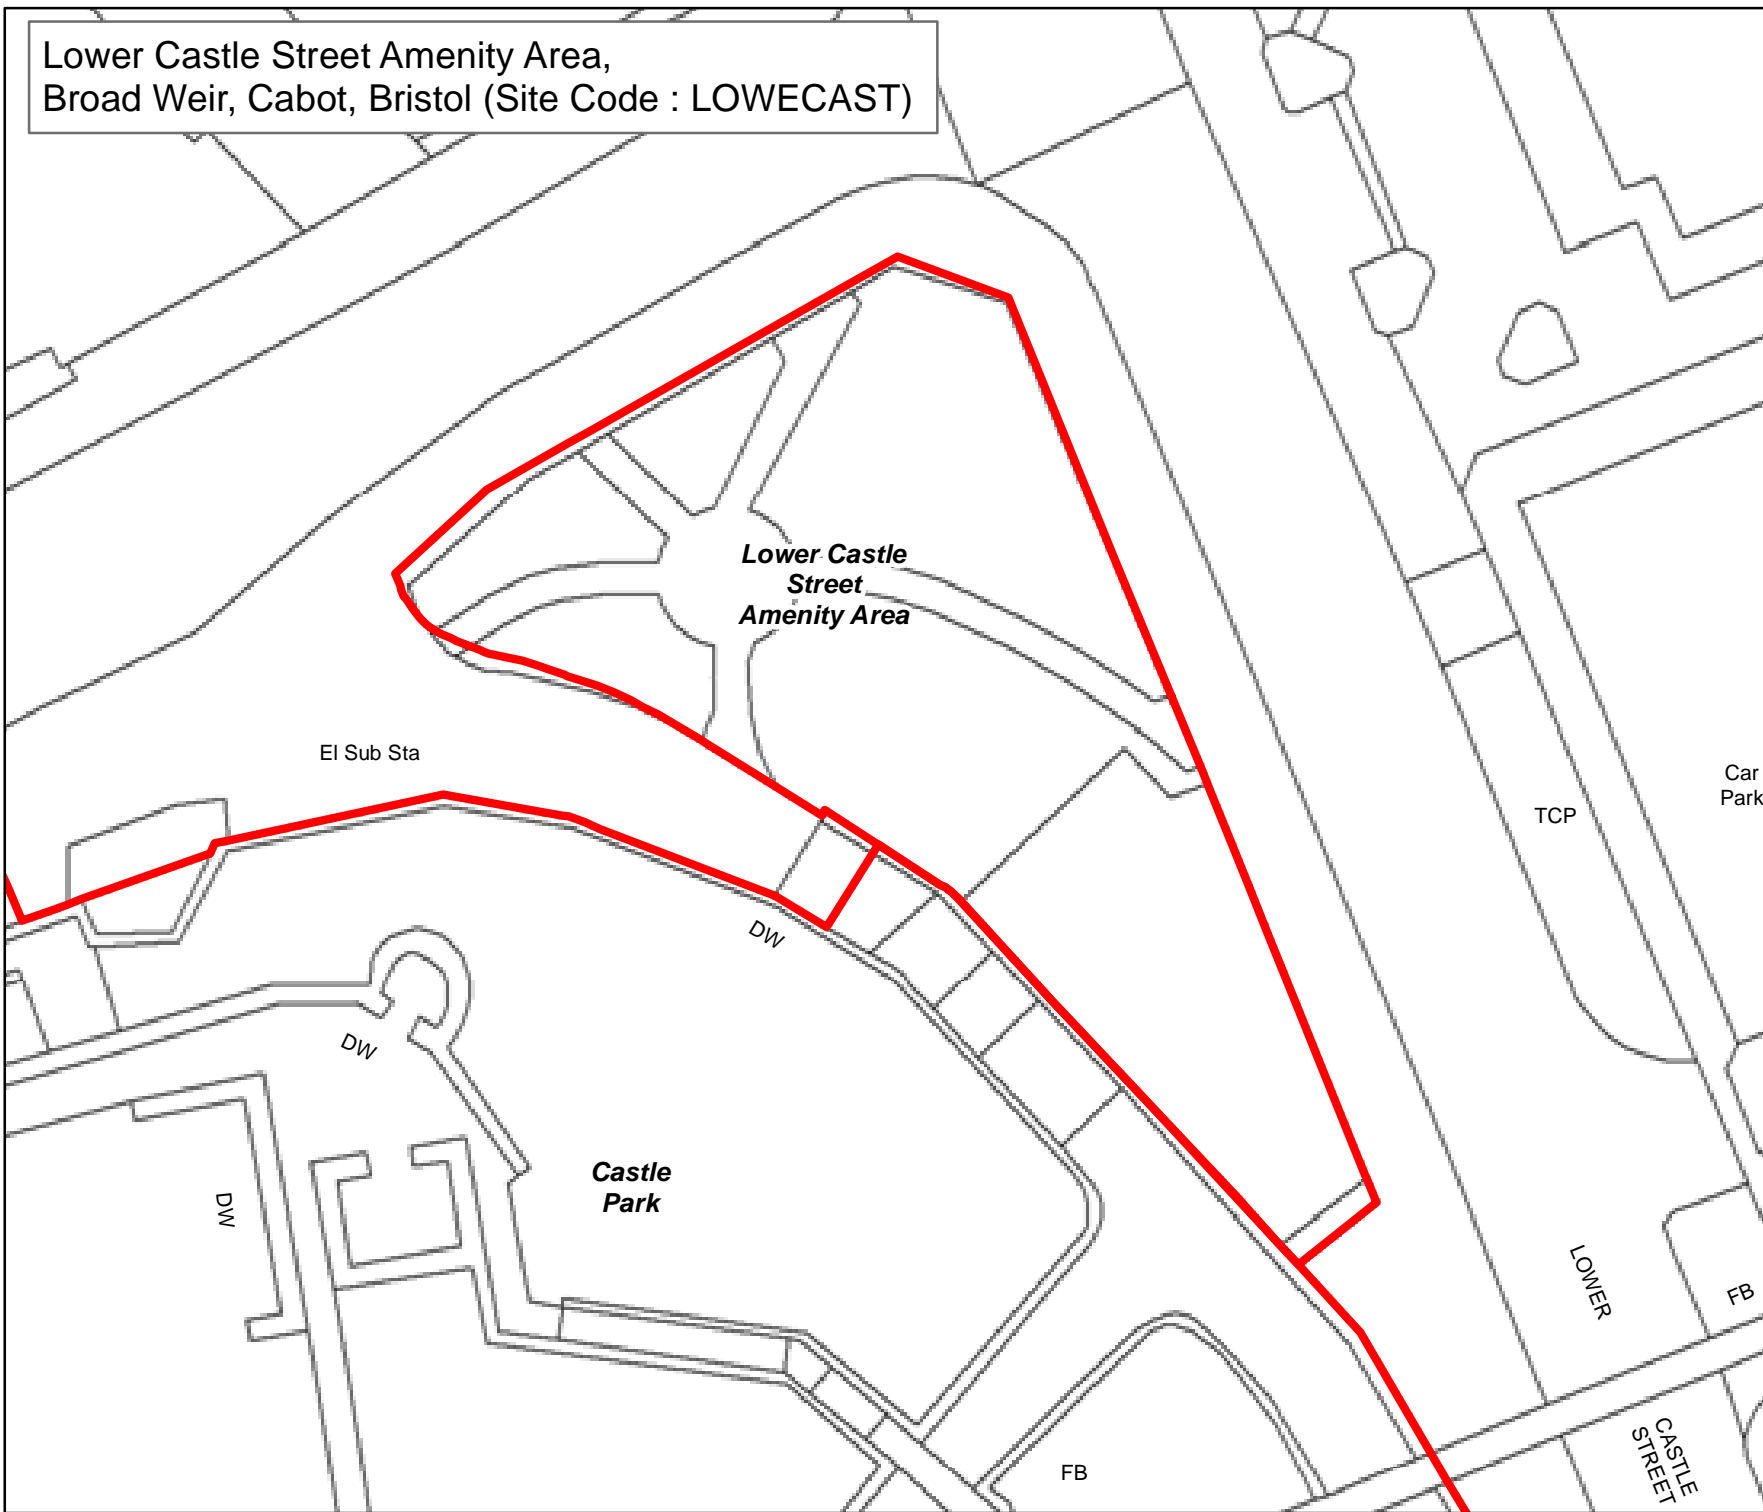 Lower Castle Street Amenity Area,
Broad Weir, Cabot, Bristol (Site Code : LOWECAST)
Lower Castle
Street
Amenity Area
El Sub Sta
Car
Park
TCP
DW
DW
Castle
Park
DW
LOWER
FB
CASTLE
STREET
FB